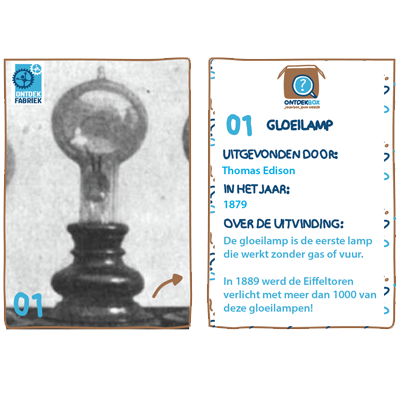 ONTDEK
FABRIEK
01
ONTDEKBOX
01 GLOEILAMP
UITGEVONDEN DOOR:
Thomas Edison
IN HET JAAR:
1879
OVER DE UITVINDING:
De gloeilamp is de eerste lamp
die werkt zonder gas of vuur.
In 1889 werd de Eiffeltoren
verlicht met meer dan 1000 van
deze gloeilampen!